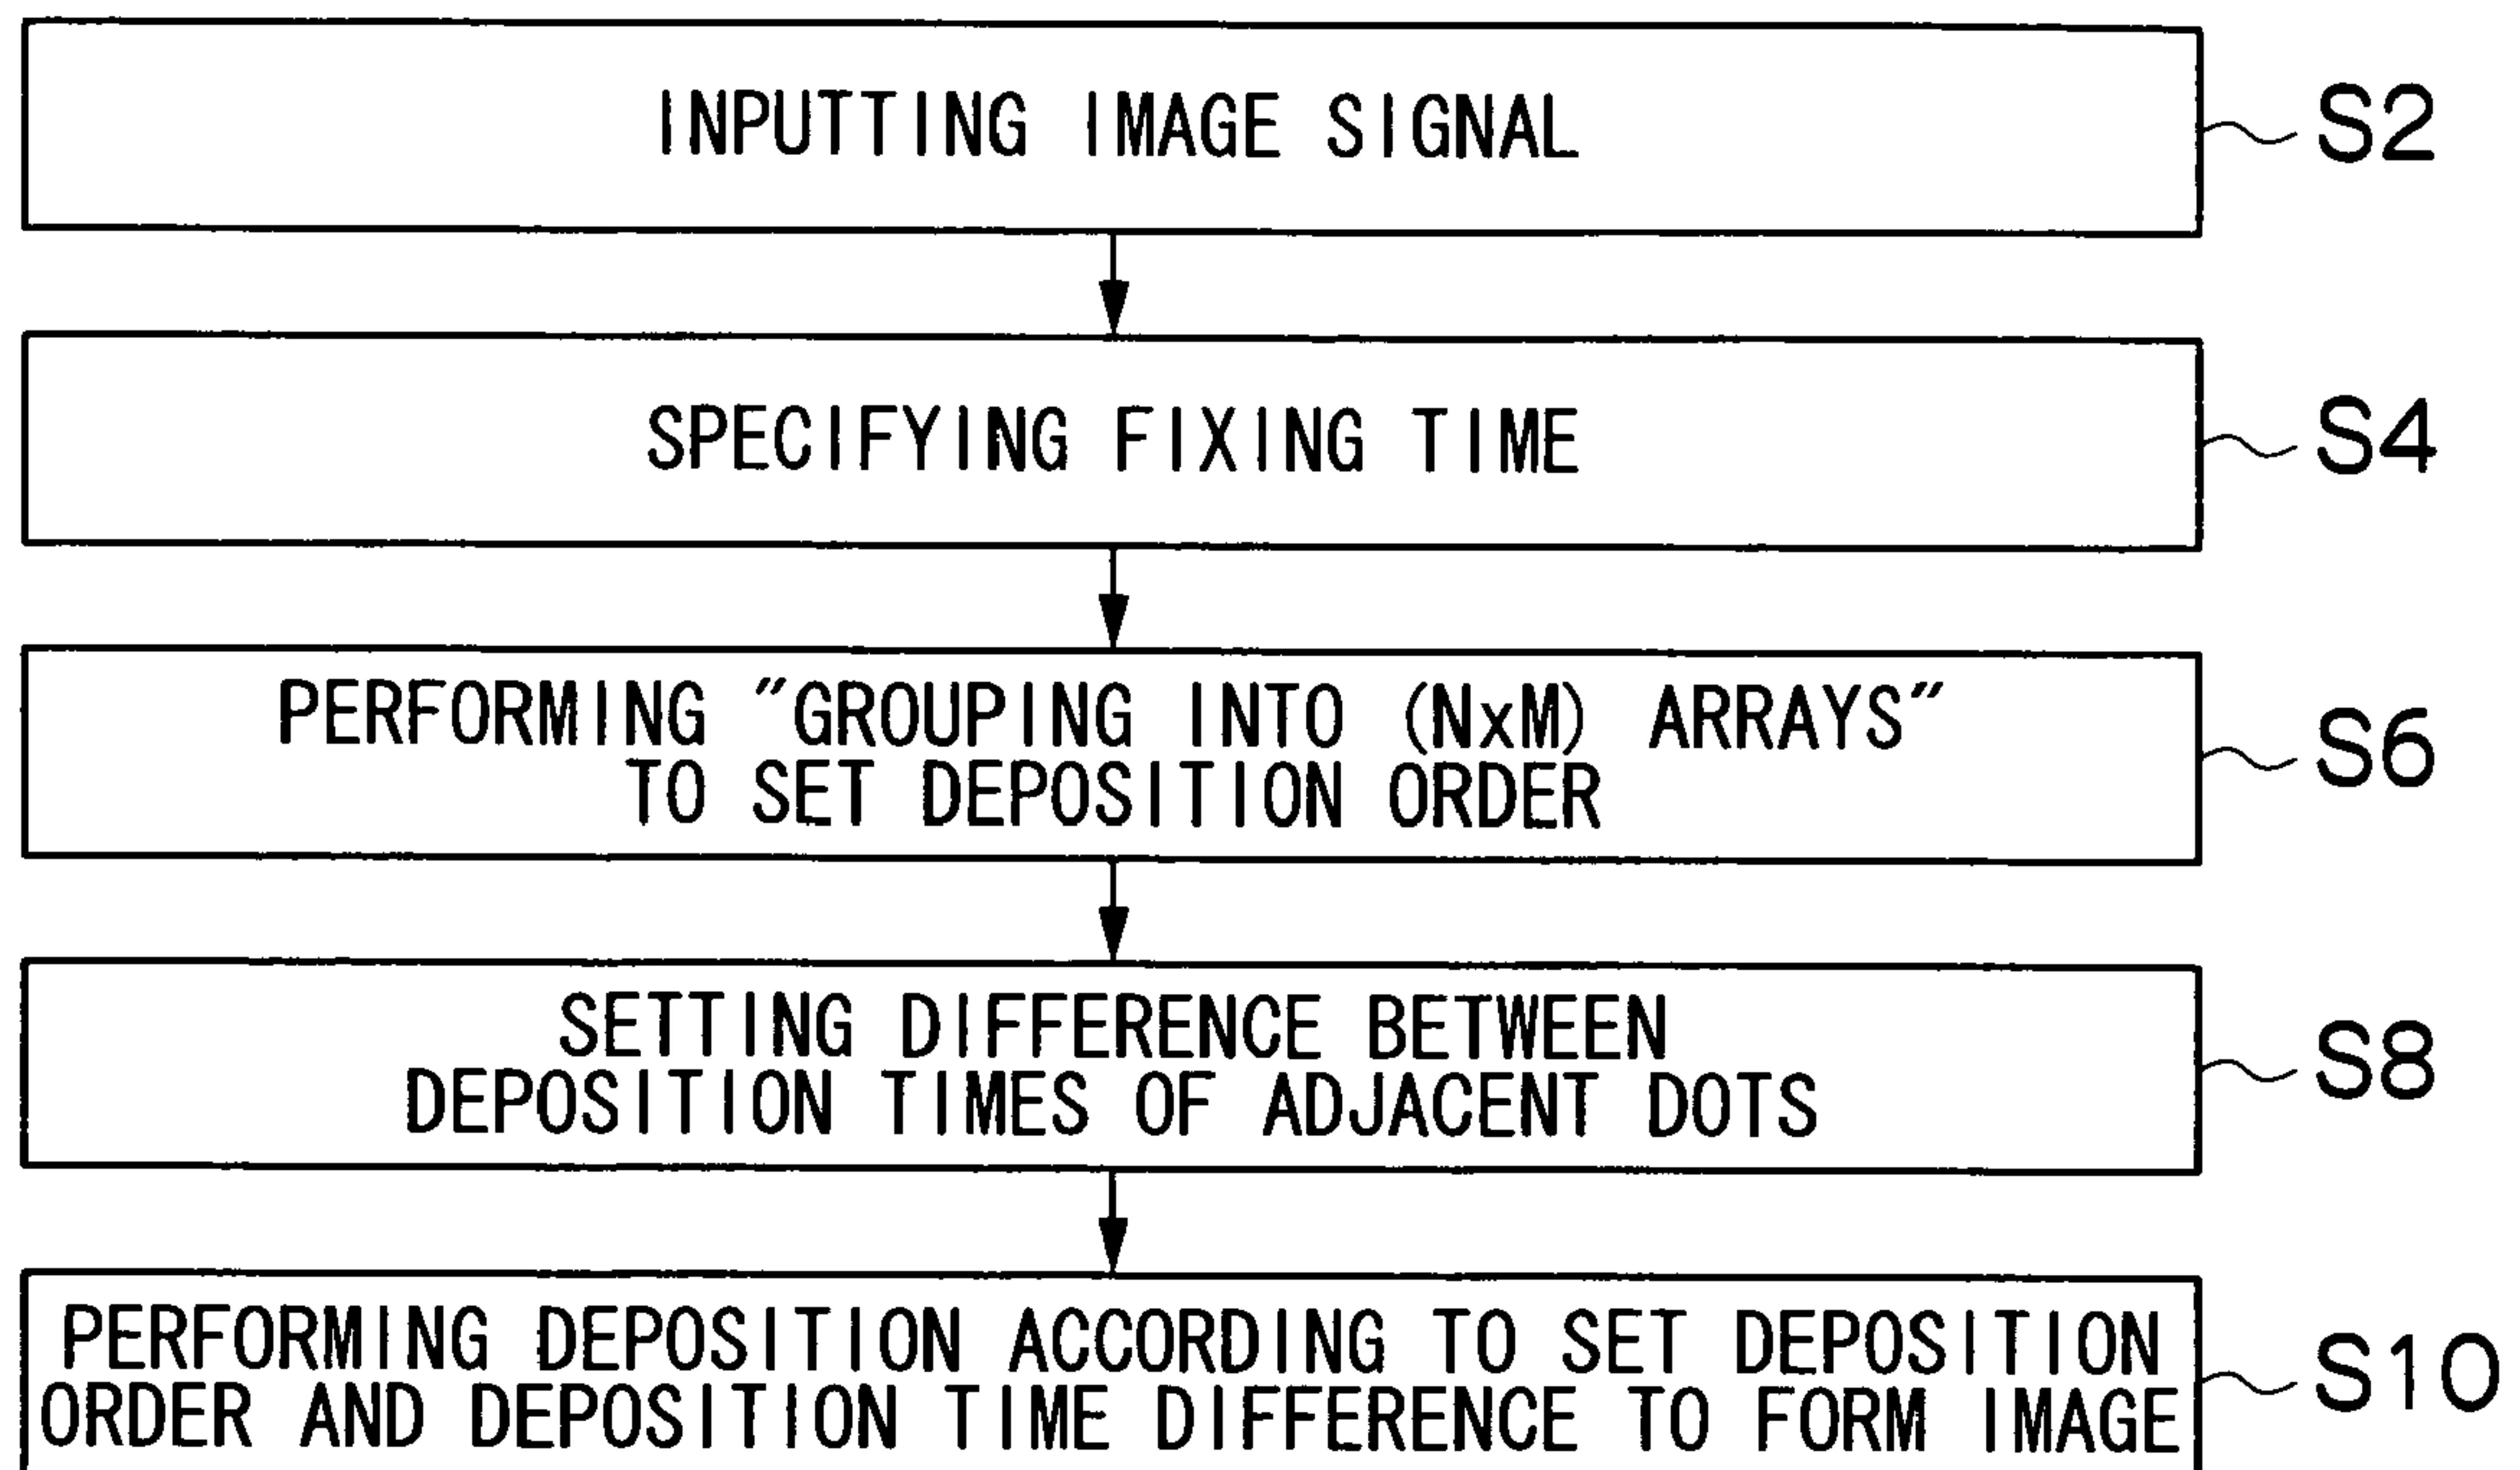 INPUTTING IMAGE SIGNAL
S2
SPECIFYING FIXING TIME
S4
PERFORMING "GROUPING INTO (NxM) ARRAYS"
TO SET DEPOSITION ORDER
S6
SETTING DIFFERENCE BETWEEN
DEPOSITION TIMES OF ADJACENT DOTS
S8
PERFORMING DEPOSITION ACCORDING TO SET DEPOSITION
ORDER AND DEPOSITION TIME DIFFERENCE TO FORM IMAGE
S10